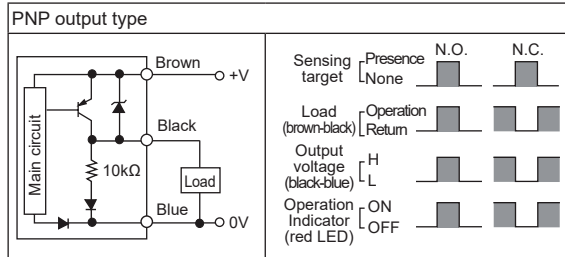 PNP output type
Main circuit
Brown
+V
Black
10kΩ
Load
Blue
0V
N.O.
N.C.
Sensing target
Presence
None
Load (brown-black)
Operation
Return
Output voltage (black-blue)
H
L
Operation Indicator (red LED)
ON
OFF